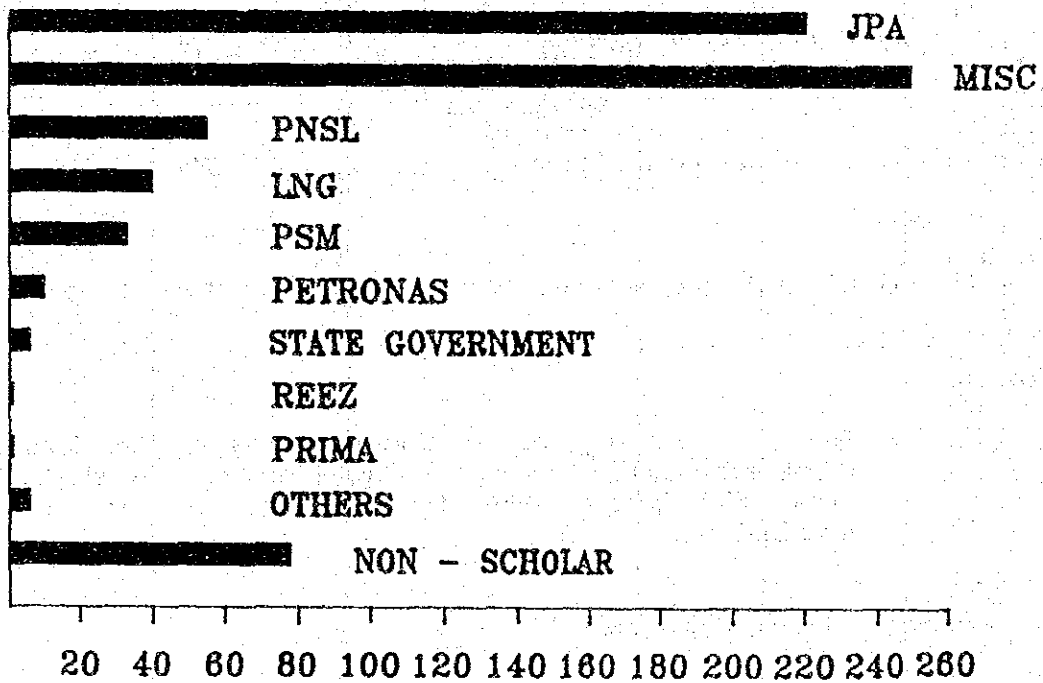 JPA
MISC
PNSL
LNG
PSM
PETRONAS
STATE GOVERNMENT
REEZ
PRIMA
OTHERS
NON - SCHOLAR
20 40 60 80 100 120 140 160 180 200 220 240 260